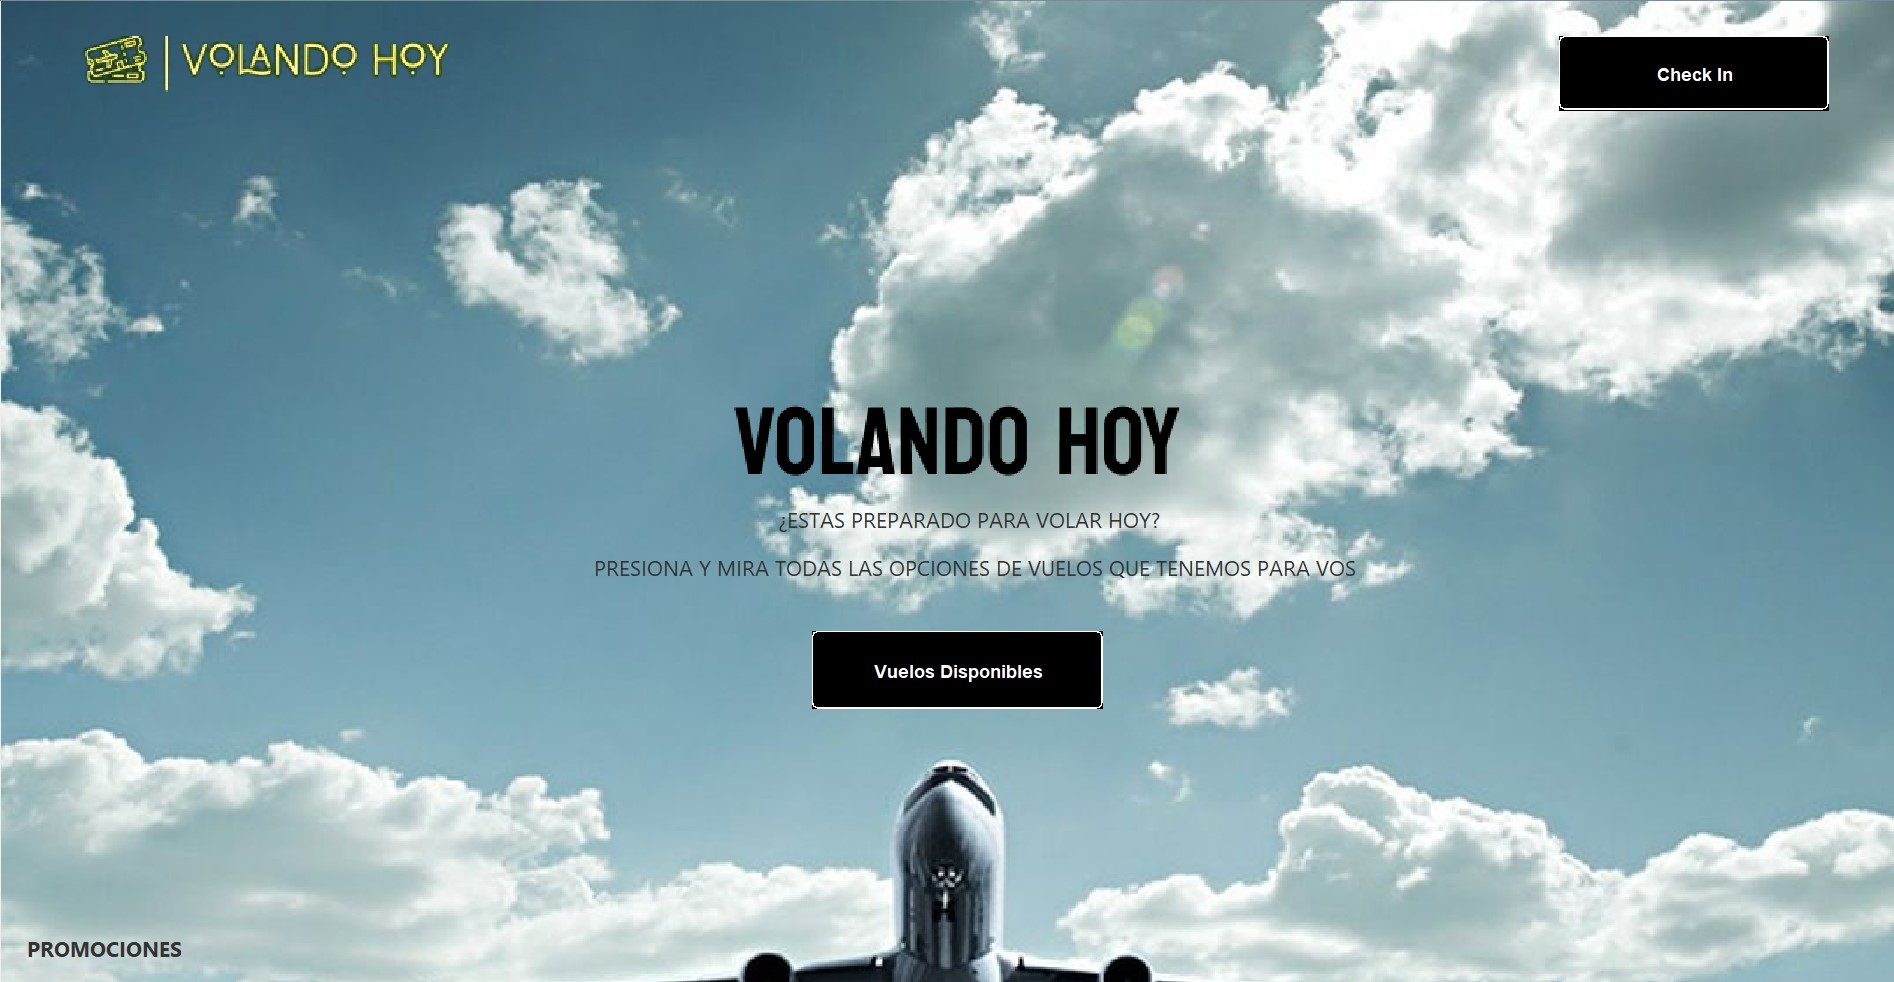 VOLANDO HOY
Check In
VOLANDO HOY
¿ESTAS PREPARADO PARA VOLAR HOY?
PRESIONA Y MIRA TODAS LAS OPCIONES DE VUELOS QUE TENEMOS PARA VOS
Vuelos Disponibles
PROMOCIONES